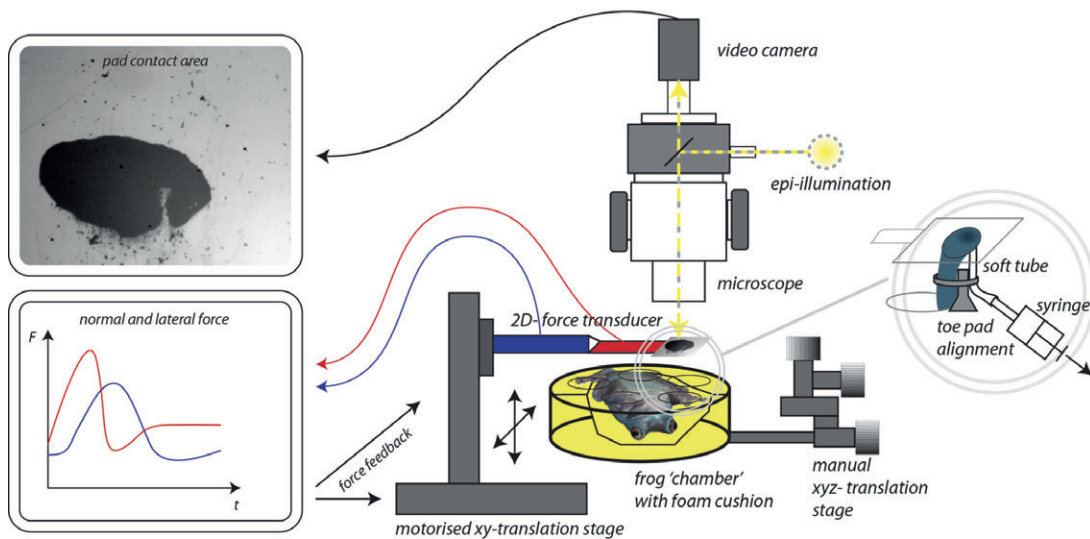 pad contact area
video camera
epi-illumination
microscope
soft tube
syringe
toe pad
alignment
2D- force transducer
normal and lateral force
F
t
force feedback
motorised xy-translation stage
frog ‘chamber’
with foam cushion
manual
xyz- translation
stage